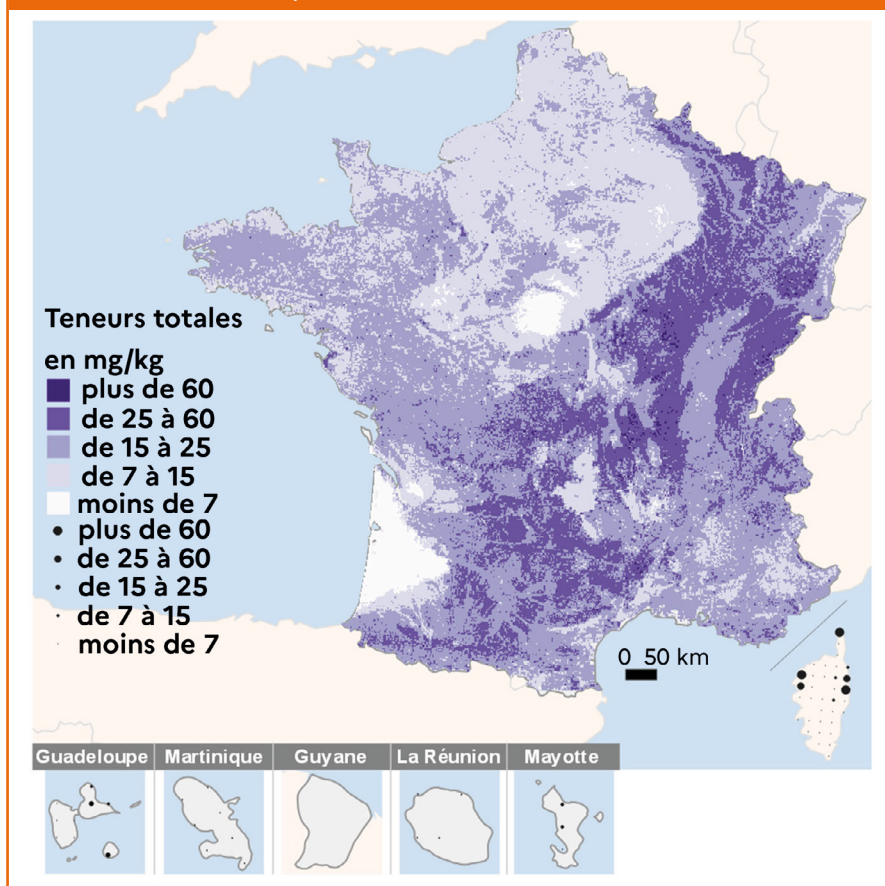 Teneurs totales
en mg/kg
plus de 60
de 25 à 60
de 15 à 25
de 7 à 15
moins de 7
plus de 60
de 25 à 60
de 15 à 25
de 7 à 15
moins de 7
0 50 km
Guadeloupe Martinique Guyane La Réunion Mayotte